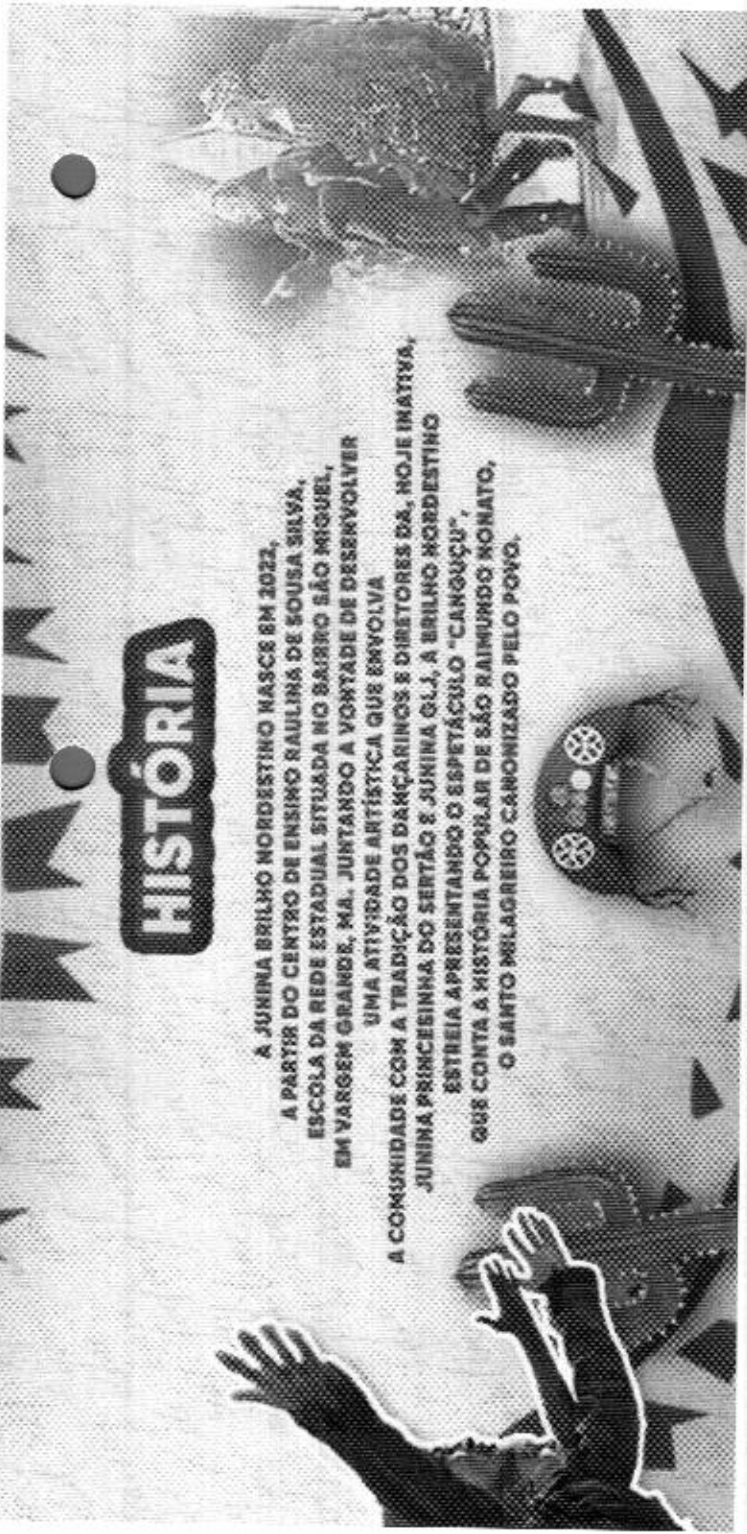 HISTÓRIA
A JUNINA BRILHO NORDESTINO NASCE EM 2022,
A PARTIR DO CENTRO DE ENSINO RAULINA DE SOUSA SILVA,
ESCOLA DA REDE ESTADUAL SITUADA NO BAIRRO SÃO MIGUEL,
EM VARGEM GRANDE, MA. JUNTANDO A VONTADE DE DESENVOLVER
UMA ATIVIDADE ARTÍSTICA QUE ENVOLVA
A COMUNIDADE COM A TRADIÇÃO DOS DANÇARINOS E DIRETORES DA, HOJE INATIVA,
JUNINA PRINCESINHA DO SERTÃO E JUNINA GLJ, A BRILHO NORDESTINO
ESTREIA APRESENTANDO O ESPETÁCULO "CANGUÇU",
QUE CONTA A HISTÓRIA POPULAR DE SÃO RAIMUNDO NONATO,
O SANTO MILAGREIRO CANONIZADO PELO POVO.